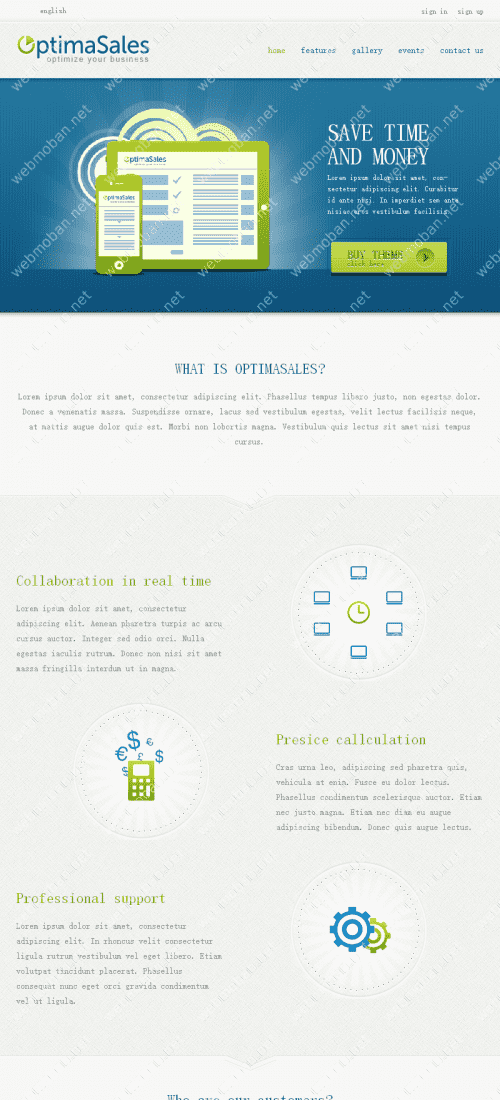 english
sign in sign up
OptimaSales
optimize your business
home features gallery events contact us
SAVE TIME
AND MONEY
Lorem ipsum dolor sit amet, con-
sectetur adipiscing elit. Curabitur
id ante nisi. In imperdiet sem ante
nisiac arcu vestibulum facilisis
BUY THEME
click here
OptimaSales
OptimaSales
WHAT IS OPTIMASALES?
Lorem ipsum dolor sit amet, consectetur adipiscing elit. Phasellus tempus libero justo, non egestas dolor.
Donec a venenatis massa. Suspendisse ornare, lacus sed vestibulum egestas, velit lectus facilisis neque,
at mattis augue dolor quis est. Morbi non lobortis magna. Vestibulum quis lectus sit amet nisi tempus
cursus.
Collaboration in real time
Lorem ipsum dolor sit amet, consectetur
adipiscing elit. Aenean pharetra turpis ac arcu
cursus auctor. Integer sed odio orci. Nulla
egestas iaculis rutrum. Donec non nisi sit amet
massa fringilla interdum ut in magna.
Presice callculation
Cras urna leo, adipiscing sed pharetra quis,
vehicula at enim. Fusce eu dolor lectus.
Phasellus condimentum scelerisque auctor. Etiam
nec justo magna. Etiam nec diam eu augue
adipiscing bibendum. Donec quis augue lectus.
Professional support
Lorem ipsum dolor sit amet, consectetur
adipiscing elit. In rhoncus velit consectetur
ligula rutrum vestibulum vel eget libero. Etiam
volutpat tincidunt placerat. Phasellus
consequat nunc eget orci gravida condimentum
vel ut ligula.
Who are our customers?
webmoban.net